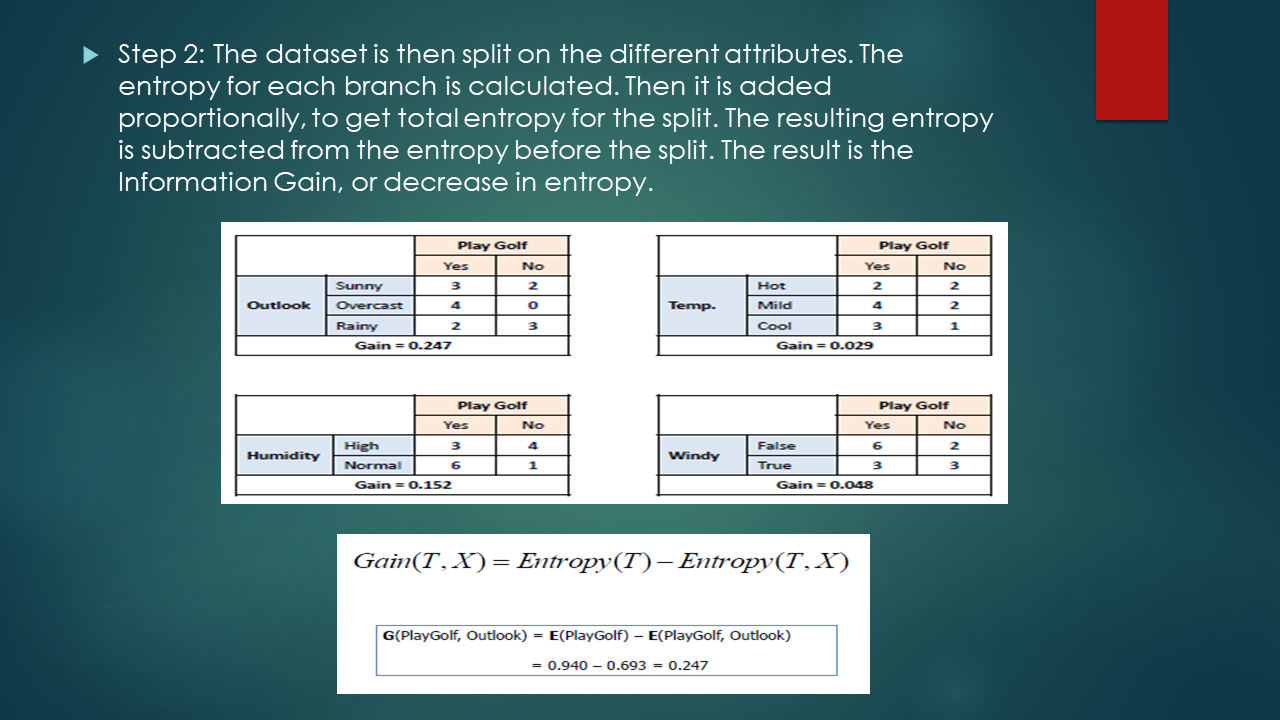 Step 2: The dataset is then split on the different attributes. The
entropy for each branch is calculated. Then it is added
proportionally, to get total entropy for the split. The resulting entropy
is subtracted from the entropy before the split. The result is the
Information Gain, or decrease in entropy.
Play Golf
Yes No
Outlook
Sunny 3 2
Overcast 4 0
Rainy 2 3
Gain = 0.247
Play Golf
Yes No
Temp.
Hot 2 2
Mild 4 2
Cool 3 1
Gain = 0.029
Play Golf
Yes No
Humidity
High 3 4
Normal 6 1
Gain = 0.152
Play Golf
Yes No
Windy
False 6 2
True 3 3
Gain = 0.048
Gain(T, X) = Entropy(T) − Entropy(T, X)
G(PlayGolf, Outlook) = E(PlayGolf) − E(PlayGolf, Outlook)
= 0.940 − 0.693 = 0.247